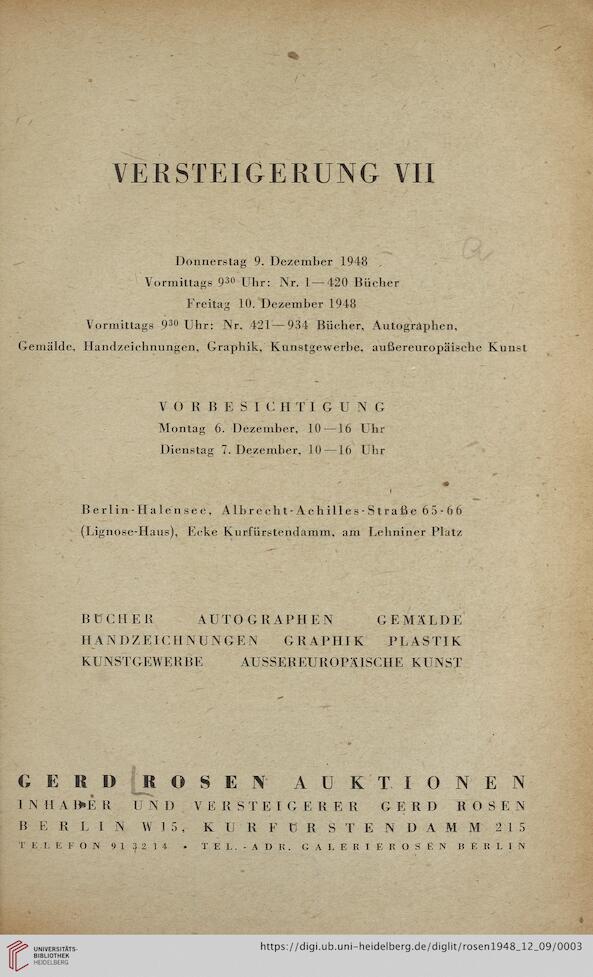 VERSTEIGERUNG VII
Donnerstag 9. Dezember 1948
Vormittags 9³⁰ Uhr: Nr. 1—420 Bücher
Freitag 10. Dezember 1948
Vormittags 9³⁰ Uhr: Nr. 421—934 Bücher, Autographen,
Gemälde, Handzeichnungen, Graphik, Kunstgewerbe, außereuropäische Kunst
VORBESICHTIGUNG
Montag 6. Dezember, 10—16 Uhr
Dienstag 7. Dezember, 10—16 Uhr
Berlin-Halensee, Albrecht-Achilles-Straße 65-66
(Lignose-Haus), Ecke Kurfürstendamm, am Lehniner Platz
BÜCHER AUTOGRAPHEN GEMÄLDE
HANDZEICHNUNGEN GRAPHIK PLASTIK
KUNSTGEWERBE AUSSEREUROPÄISCHE KUNST
GERD ROSEN AUKTIONEN
INHABER UND VERSTEIGERER GERD ROSEN
BERLIN W15, KURFÜRSTENDAMM 215
TELEFON 913214 • TEL.-ADR. GALERIEROSEN BERLIN
UNIVERSITÄTS-
BIBLIOTHEK
HEIDELBERG
https://digi.ub.uni-heidelberg.de/diglit/rosen1948_12_09/0003